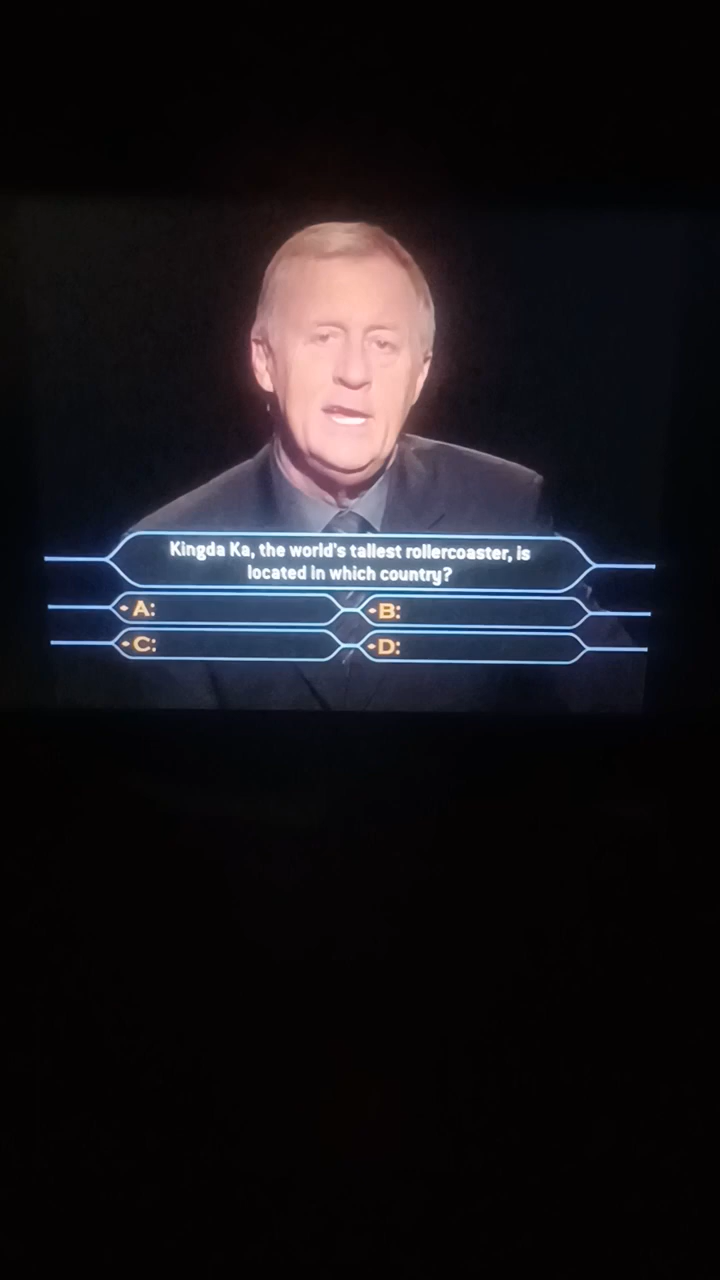 Kingda Ka, the world's tallest rollercoaster, is
located in which country?
A: B:
C: D: